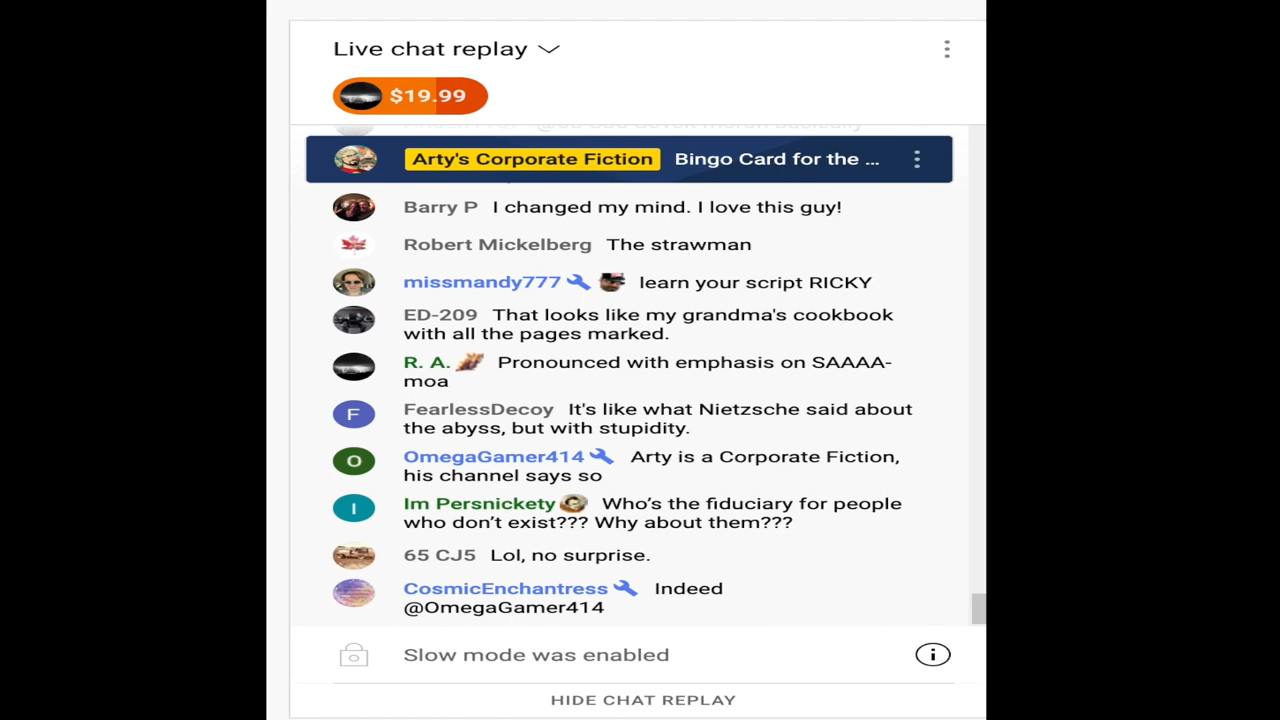 Live chat replay
$19.99
Arty's Corporate Fiction Bingo Card for the ...
Barry P I changed my mind. I love this guy!
Robert Mickelberg The strawman
missmandy777 learn your script RICKY
ED-209 That looks like my grandma's cookbook
with all the pages marked.
R. A. Pronounced with emphasis on SAAAA-
moa
F FearlessDecoy It's like what Nietzsche said about
the abyss, but with stupidity.
O OmegaGamer414 Arty is a Corporate Fiction,
his channel says so
I Im Persnickety Who’s the fiduciary for people
who don’t exist??? Why about them???
65 CJ5 Lol, no surprise.
CosmicEnchantress Indeed
@OmegaGamer414
Slow mode was enabled
HIDE CHAT REPLAY